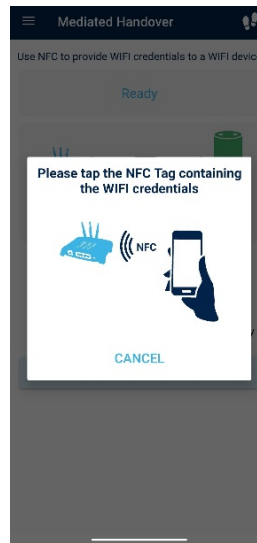 Mediated Handover
Use NFC to provide WIFI credentials to a WIFI devic
Ready
Please tap the NFC Tag containing
the WIFI credentials
NFC
CANCEL